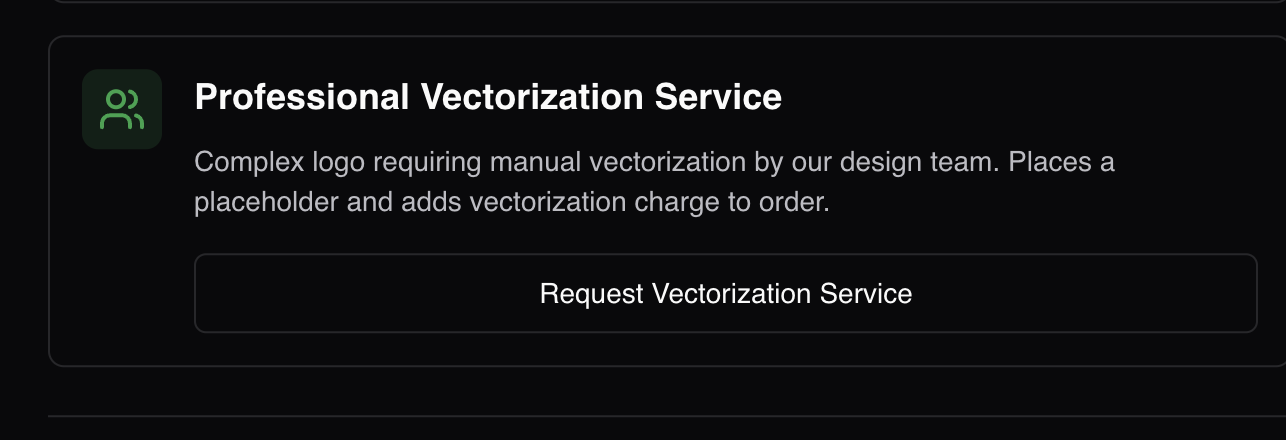 Professional Vectorization Service
Complex logo requiring manual vectorization by our design team. Places a
placeholder and adds vectorization charge to order.
Request Vectorization Service